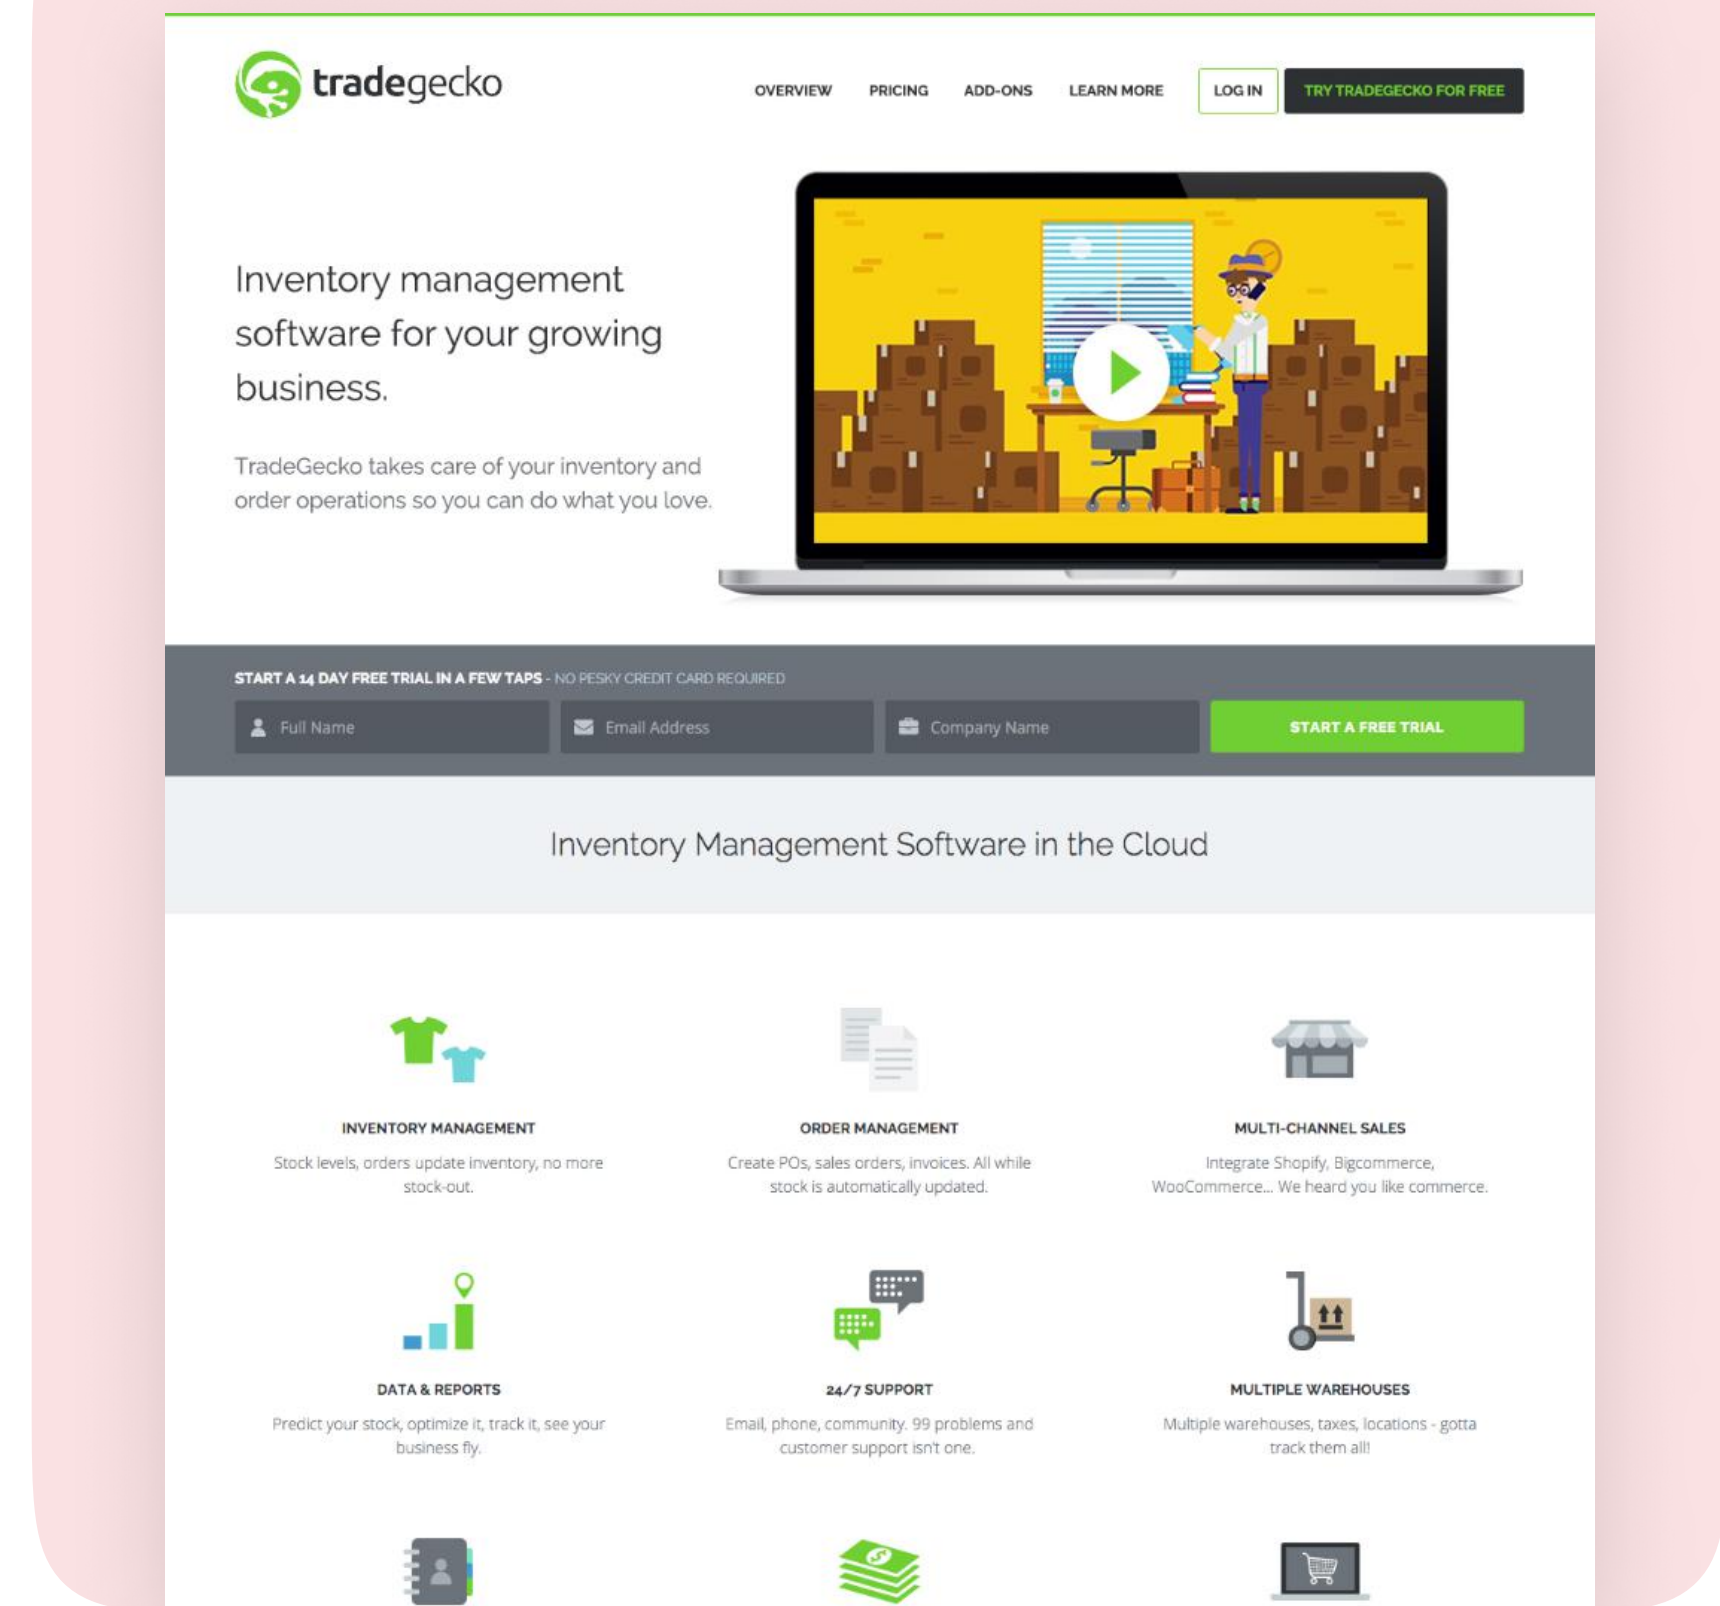 tradegecko
OVERVIEW PRICING ADD-ONS LEARN MORE LOG IN TRY TRADEGECKO FOR FREE
Inventory management
software for your growing
business.
TradeGecko takes care of your inventory and
order operations so you can do what you love.
START A 14 DAY FREE TRIAL IN A FEW TAPS - NO PESKY CREDIT CARD REQUIRED
Full Name Email Address Company Name START A FREE TRIAL
Inventory Management Software in the Cloud
INVENTORY MANAGEMENT
Stock levels, orders update inventory, no more
stock-out.
ORDER MANAGEMENT
Create POs, sales orders, invoices. All while
stock is automatically updated.
MULTI-CHANNEL SALES
Integrate Shopify, Bigcommerce,
WooCommerce... We heard you like commerce.
DATA & REPORTS
Predict your stock, optimize it, track it, see your
business fly.
24/7 SUPPORT
Email, phone, community. 99 problems and
customer support isn't one.
MULTIPLE WAREHOUSES
Multiple warehouses, taxes, locations - gotta
track them all!